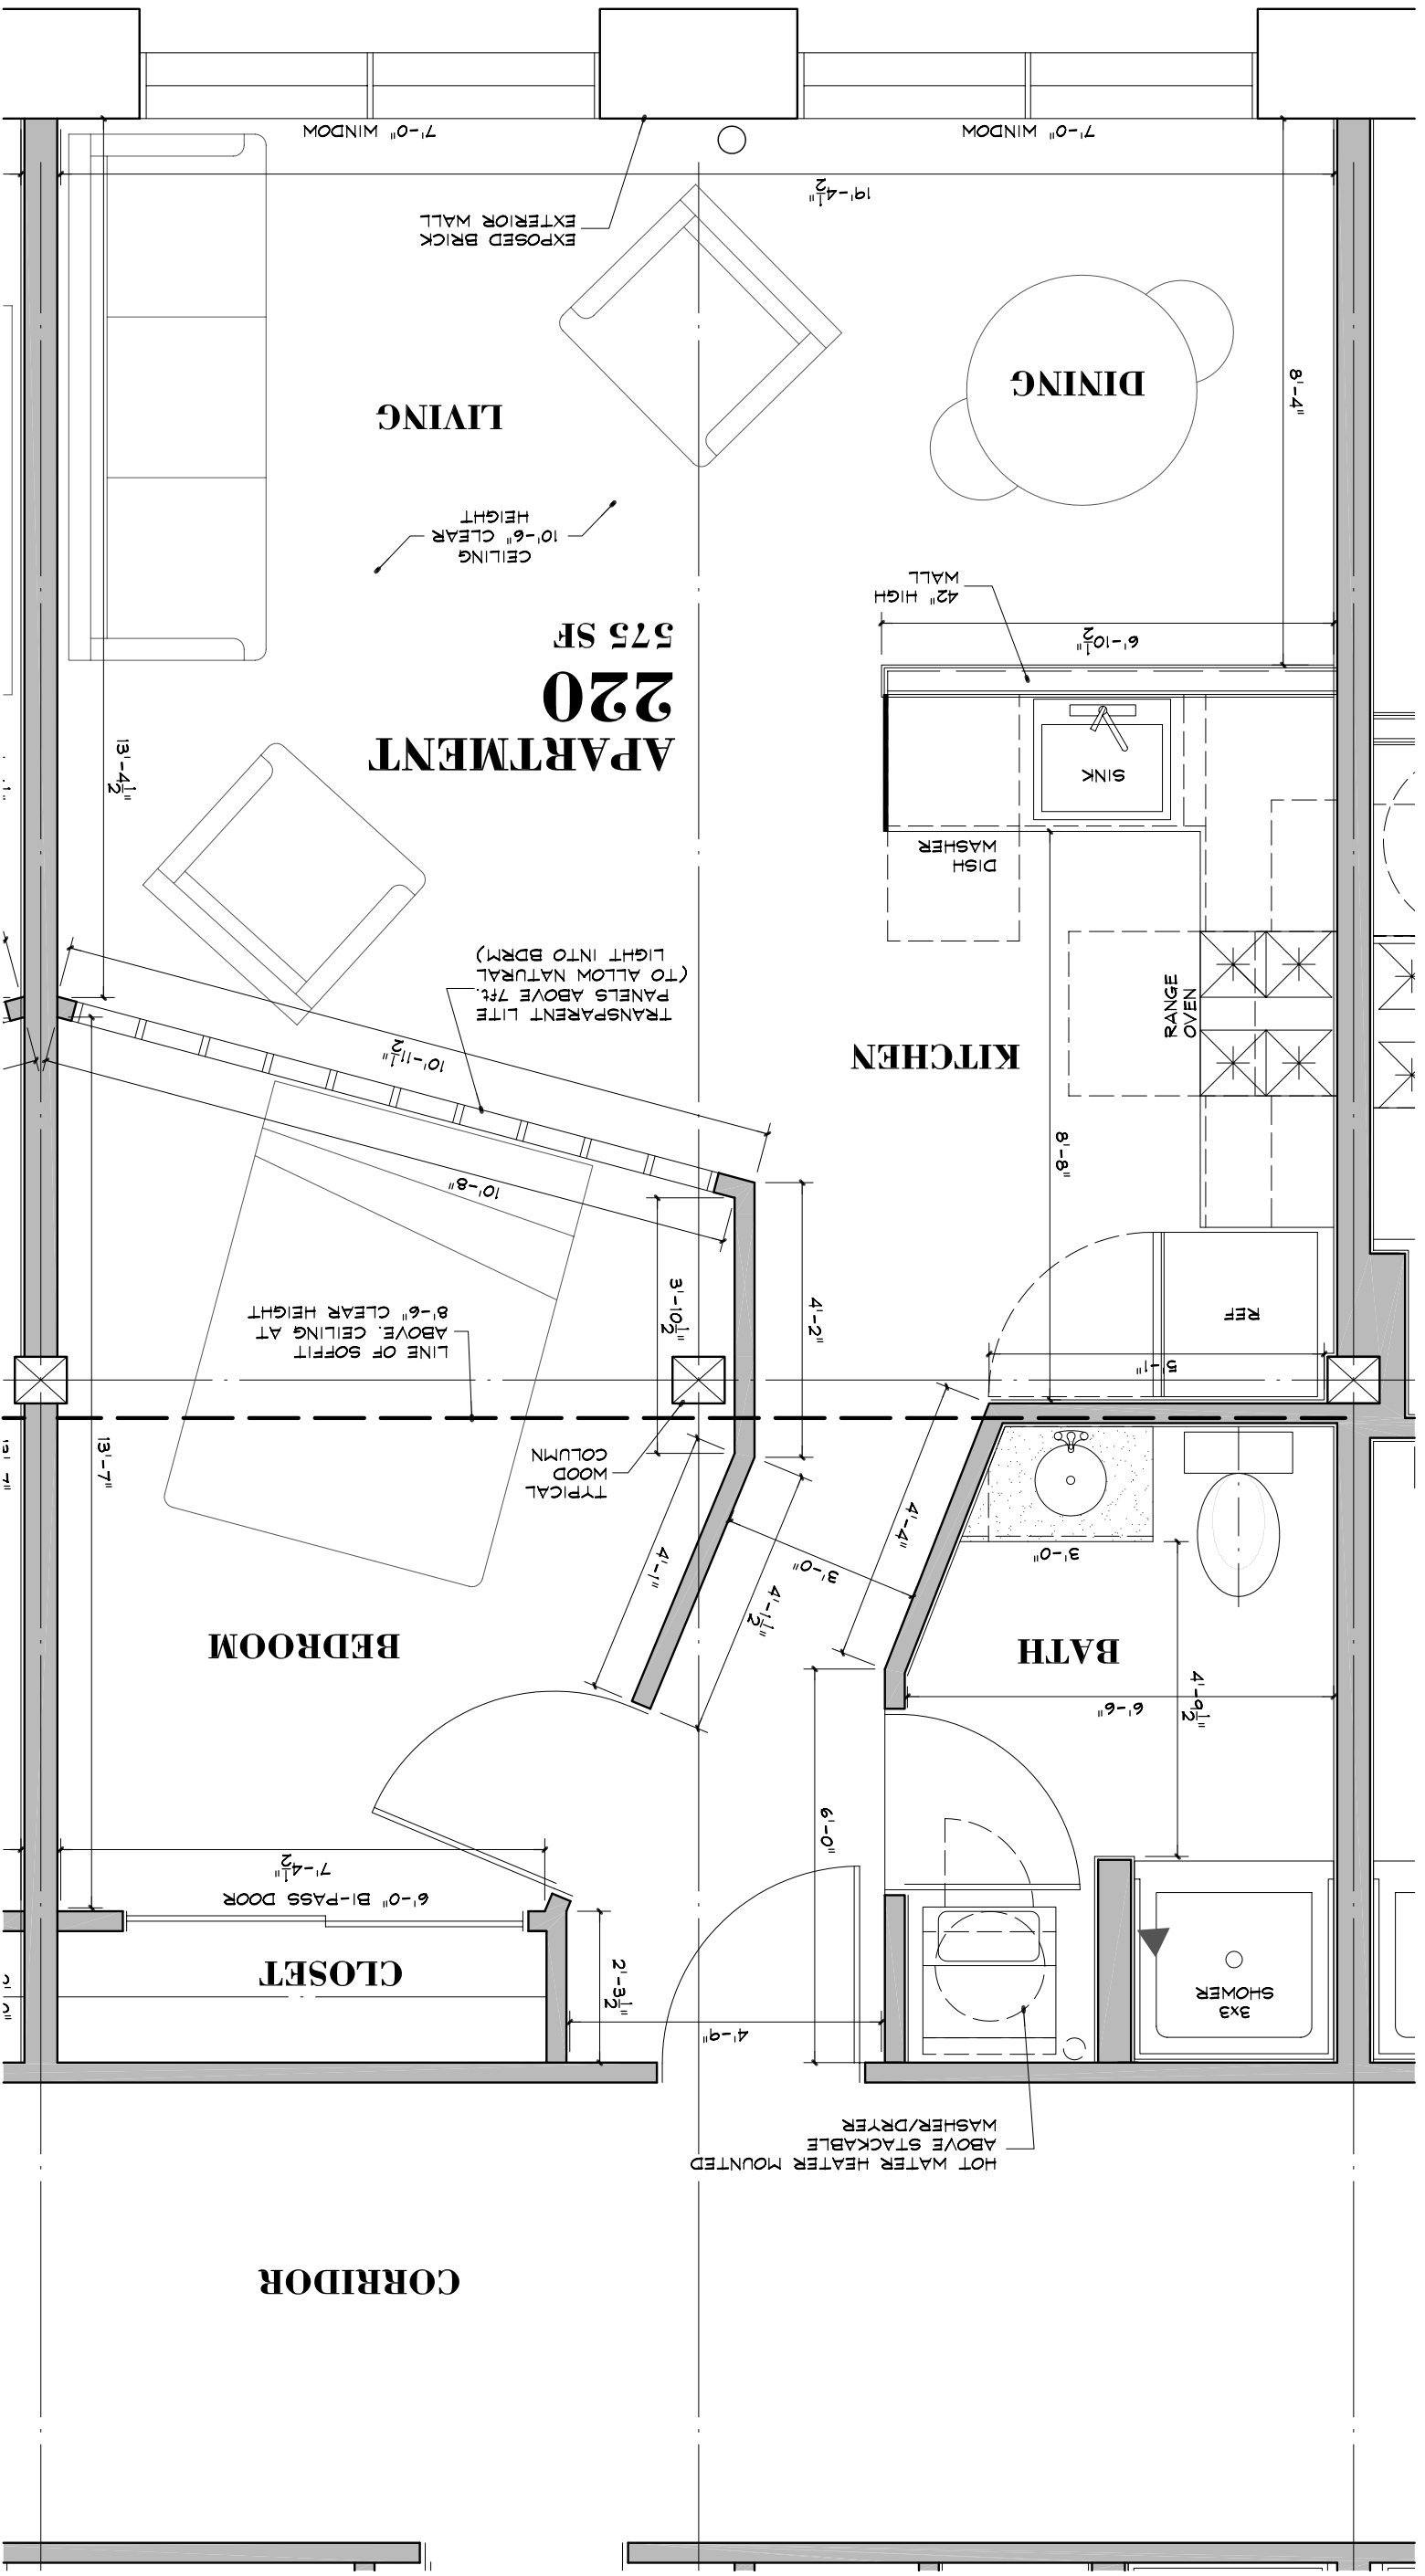 CORRIDOR
HOT WATER HEATER MOUNTED
ABOVE STACKABLE
WASHER/DRYER
4'-9"
2'-3½"
3x3
SHOWER
CLOSET
6'-0" BI-PASS DOOR
7'-4½"
6'-0"
6'-6"
4'-9½"
BATH
BEDROOM
4'-1"
4'-1½"
3'-0"
4'-4"
3'-0"
TYPICAL
WOOD
COLUMN
13'-7"
LINE OF SOFFIT
ABOVE. CEILING AT
8'-6" CLEAR HEIGHT
3'-10½"
4'-2"
5'-1"
REF
8'-8"
10'-8"
KITCHEN
10'-11½"
RANGE
OVEN
TRANSPARENT LITE
PANELS ABOVE 7ft.
(TO ALLOW NATURAL
LIGHT INTO BDRM)
DISH
WASHER
SINK
13'-4½"
APARTMENT
220
575 SF
6'-10½"
42" HIGH
WALL
CEILING
10'-6" CLEAR
HEIGHT
LIVING
DINING
8'-4"
EXPOSED BRICK
EXTERIOR WALL
19'-4½"
7'-0" WINDOW
7'-0" WINDOW